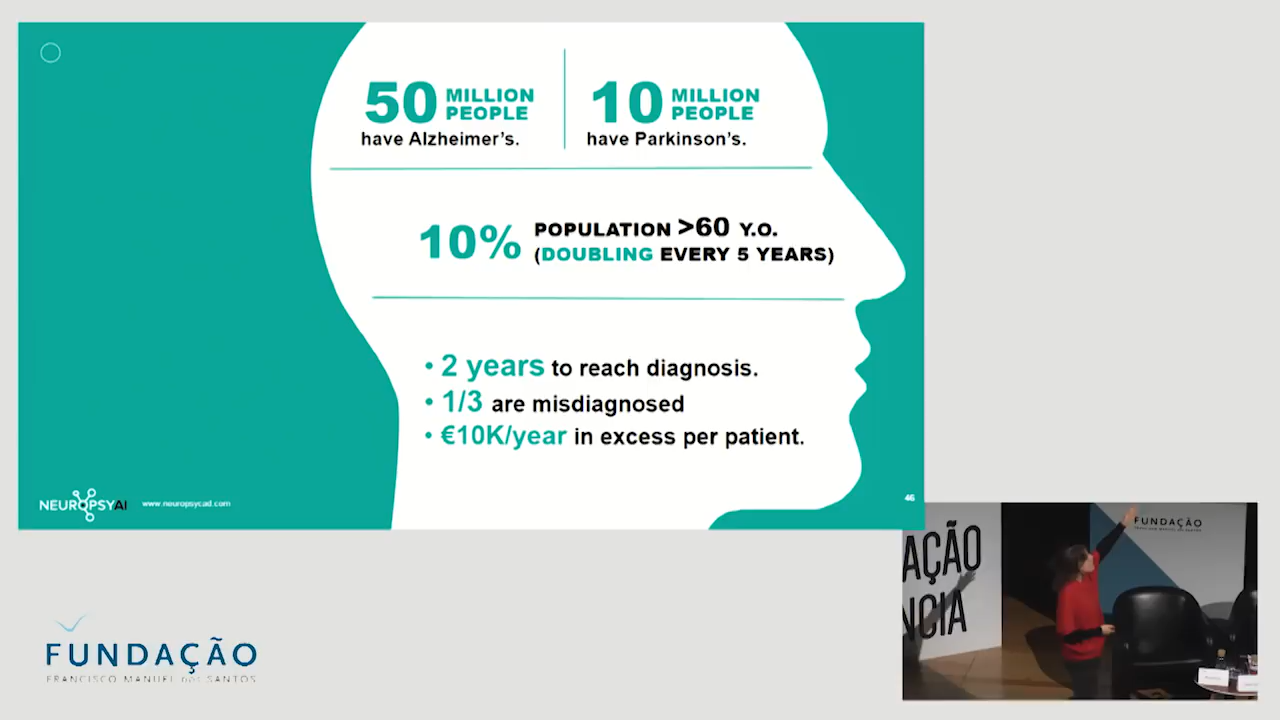 50 MILLION PEOPLE
have Alzheimer's.
10 MILLION PEOPLE
have Parkinson's.
10% POPULATION >60 Y.O.
(DOUBLING EVERY 5 YEARS)
• 2 years to reach diagnosis.
• 1/3 are misdiagnosed
• €10K/year in excess per patient.
NEUROPSYAI www.neuropsycad.com
46
FUNDAÇÃO
AÇÃO
NCIA
FUNDAÇÃO
FRANCISCO MANUEL DOS SANTOS